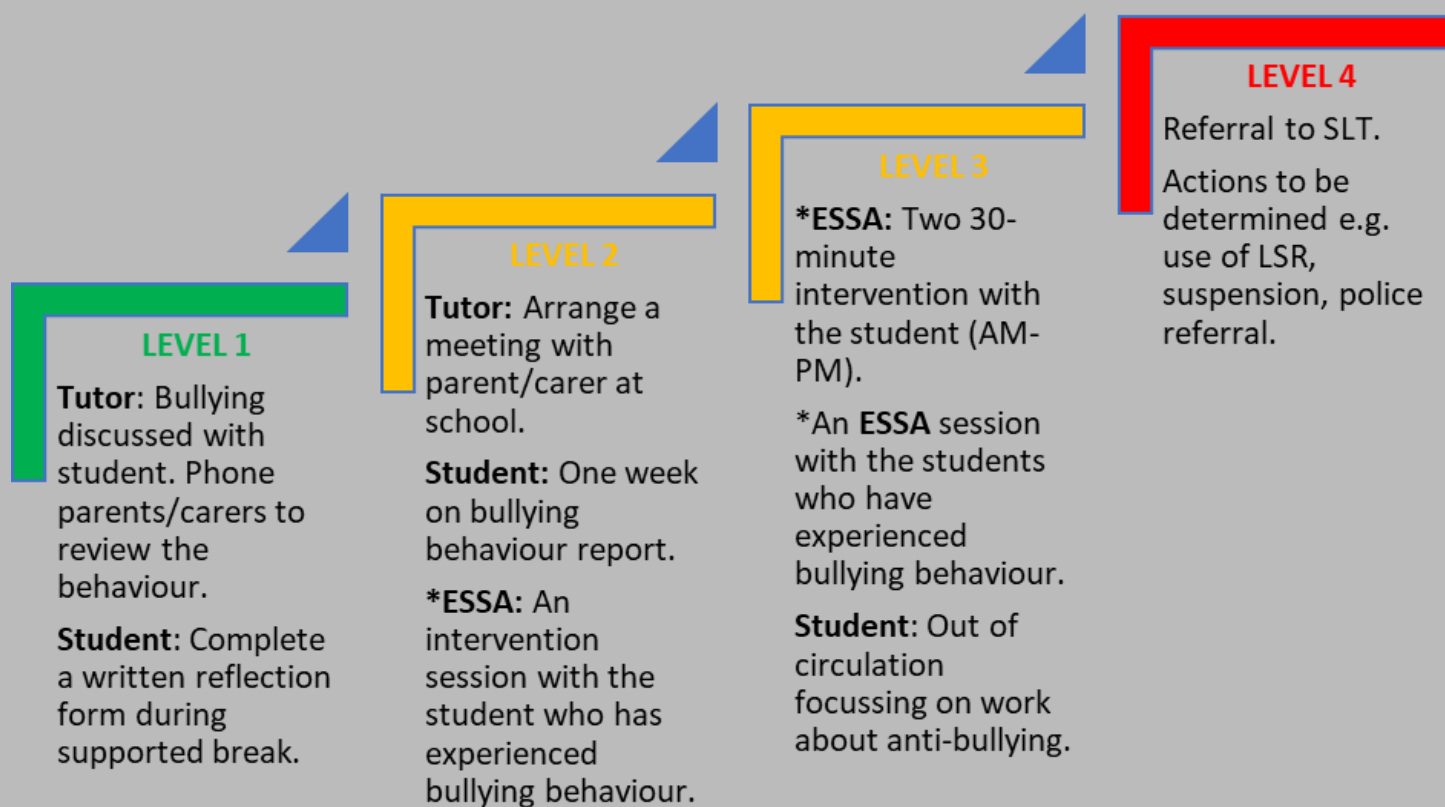 LEVEL 1
Tutor: Bullying
discussed with
student. Phone
parents/carers to
review the
behaviour.
Student: Complete
a written reflection
form during
supported break.
LEVEL 2
Tutor: Arrange a
meeting with
parent/carer at
school.
Student: One week
on bullying
behaviour report.
*ESSA: An
intervention
session with the
student who has
experienced
bullying behaviour.
LEVEL 3
*ESSA: Two 30-
minute
intervention with
the student (AM-
PM).
*An ESSA session
with the students
who have
experienced
bullying behaviour.
Student: Out of
circulation
focussing on work
about anti-bullying.
LEVEL 4
Referral to SLT.
Actions to be
determined e.g.
use of LSR,
suspension, police
referral.